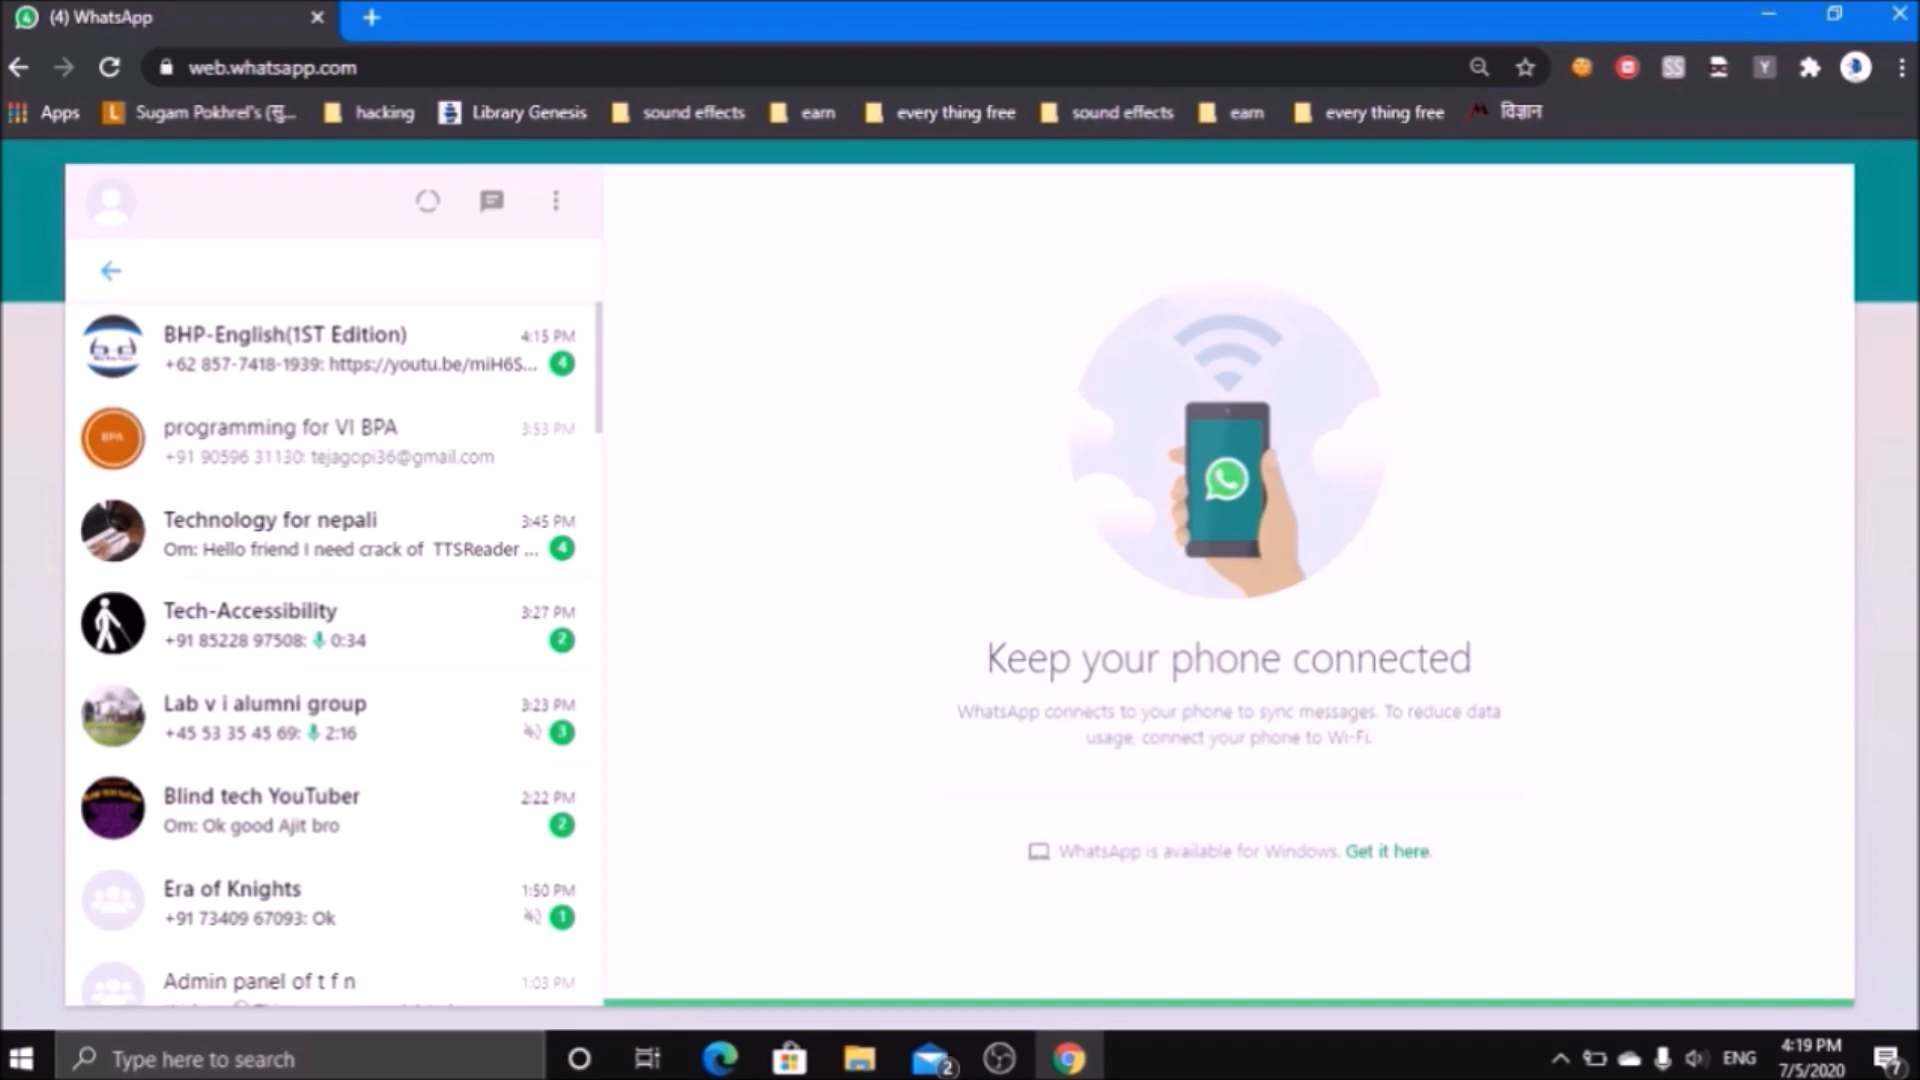 (4) WhatsApp
web.whatsapp.com
Apps
Sugam Pokhrel's
hacking
Library Genesis
sound effects
earn
every thing free
sound effects
earn
every thing free
विज्ञान
BHP-English(1ST Edition)
4:15 PM
+62 857-7418-1939: https://youtu.be/miH6S...
4
programming for VI BPA
3:53 PM
BPA
+91 90596 31130: tejagopi36@gmail.com
Technology for nepali
3:45 PM
Om: Hello friend I need crack of TTSReader ...
4
Tech-Accessibility
3:27 PM
+91 85228 97508: 0:34
2
Lab v i alumni group
3:23 PM
+45 53 35 45 69: 2:16
3
Blind tech YouTuber
2:22 PM
Om: Ok good Ajit bro
2
Era of Knights
1:50 PM
+91 73409 67093: Ok
1
Admin panel of t f n
1:03 PM
Keep your phone connected
WhatsApp connects to your phone to sync messages. To reduce data
usage, connect your phone to Wi-Fi.
WhatsApp is available for Windows. Get it here.
Type here to search
2
ENG
4:19 PM
7/5/2020
7